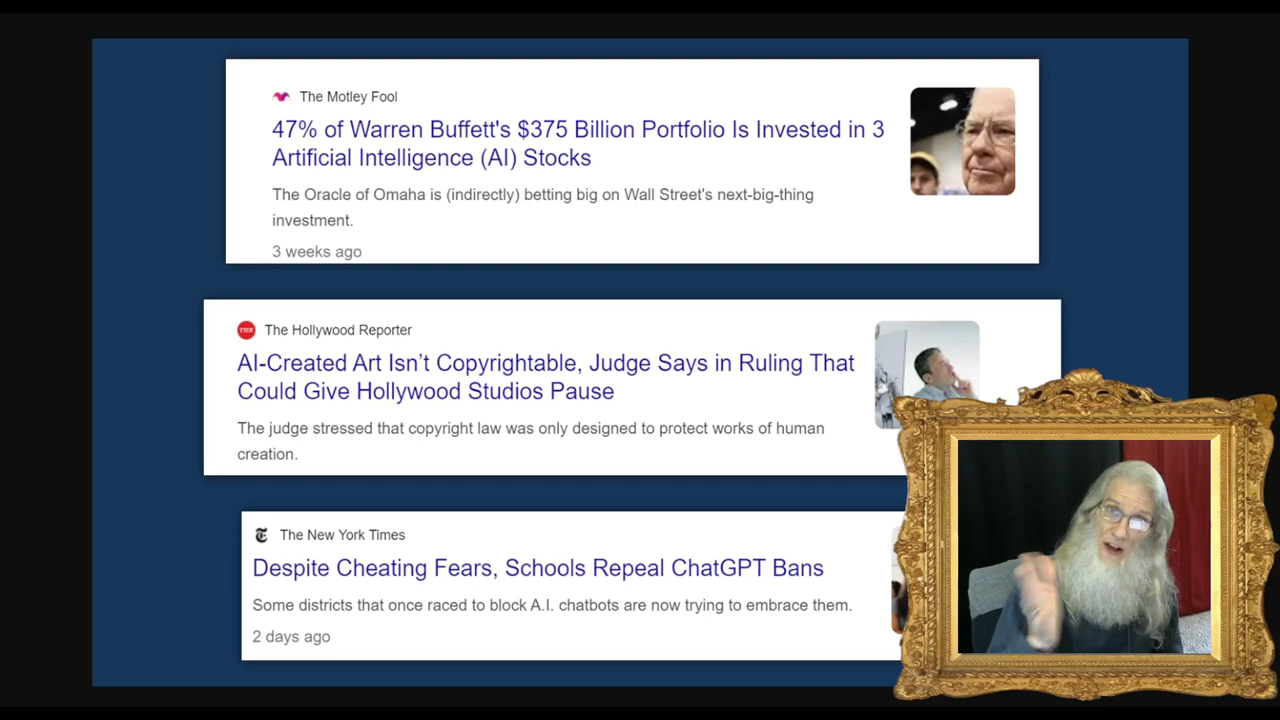 The Motley Fool
47% of Warren Buffett's $375 Billion Portfolio Is Invested in 3
Artificial Intelligence (AI) Stocks
The Oracle of Omaha is (indirectly) betting big on Wall Street's next-big-thing
investment.
3 weeks ago
THR
The Hollywood Reporter
AI-Created Art Isn’t Copyrightable, Judge Says in Ruling That
Could Give Hollywood Studios Pause
The judge stressed that copyright law was only designed to protect works of human
creation.
The New York Times
Despite Cheating Fears, Schools Repeal ChatGPT Bans
Some districts that once raced to block A.I. chatbots are now trying to embrace them.
2 days ago